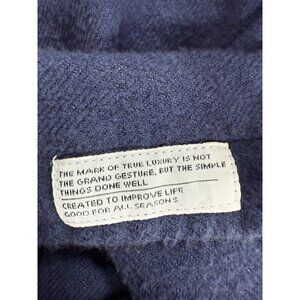 THE MARK OF TRUE LUXURY IS NOT
THE GRAND GESTURE, BUT THE SIMPLE
THINGS DONE WELL
CREATED TO IMPROVE LIFE
GOOD FOR ALL SEASONS